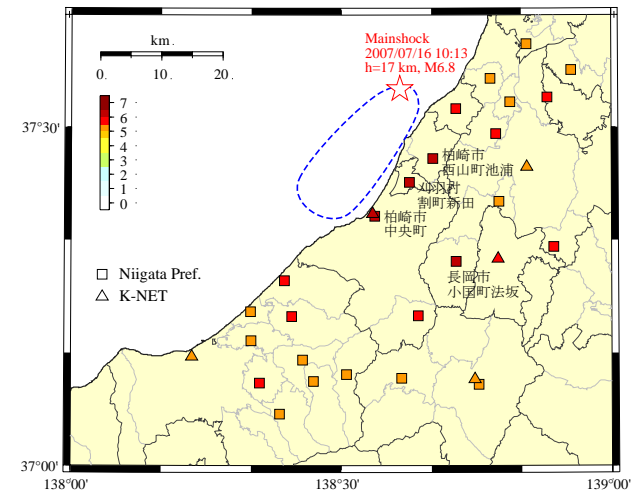 km.
0. 10. 20.
Mainshock
2007/07/16 10:13
h=17 km, M6.8
37°30'
7
6
5
4
3
2
1
0
柏崎市
西山町池浦
刈羽村
割町新田
柏崎市
中央町
長岡市
小国町法坂
Niigata Pref.
K-NET
37°00'
138°00' 138°30' 139°00'